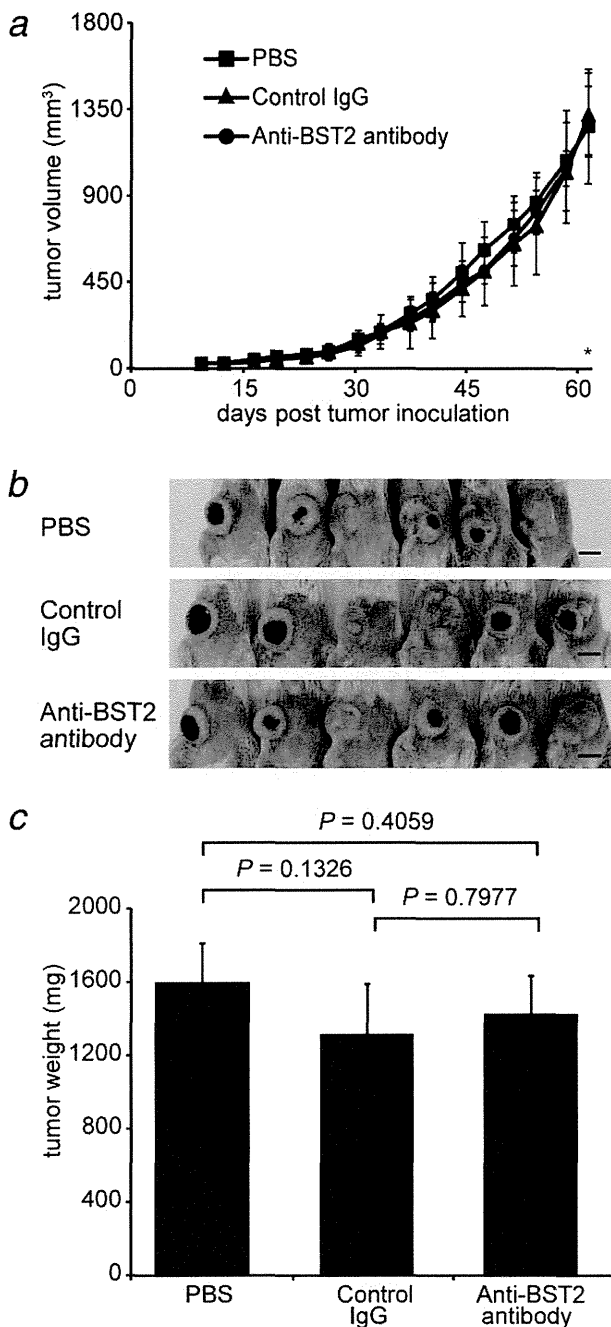 a
1800
1350
900
450
0
tumor volume (mm³)
PBS
Control IgG
Anti-BST2 antibody
*
0
15
30
45
60
days post tumor inoculation
b
PBS
Control
IgG
Anti-BST2
antibody
c
P = 0.4059
P = 0.1326
P = 0.7977
2000
1600
1200
800
400
0
tumor weight (mg)
PBS
Control
IgG
Anti-BST2
antibody